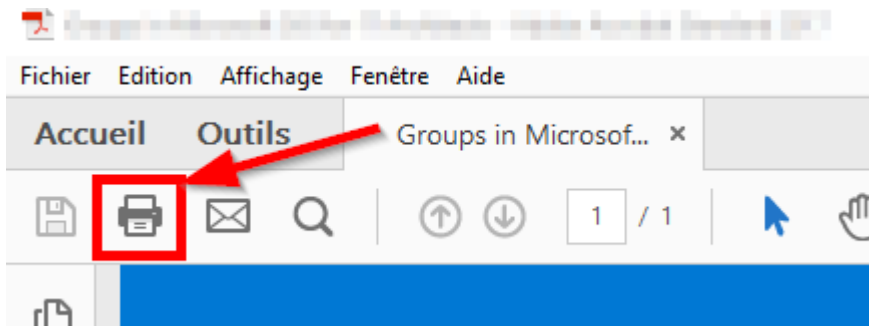 Fichier Edition Affichage Fenêtre Aide
Accueil Outils Groups in Microsof... ×
1 / 1